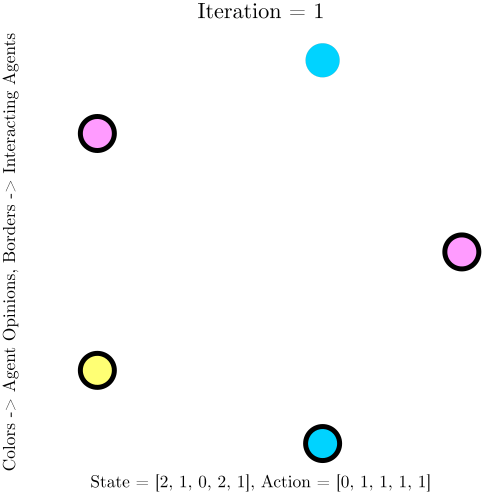 Iteration = 1
Colors -> Agent Opinions, Borders -> Interacting Agents
State = [2, 1, 0, 2, 1], Action = [0, 1, 1, 1, 1]